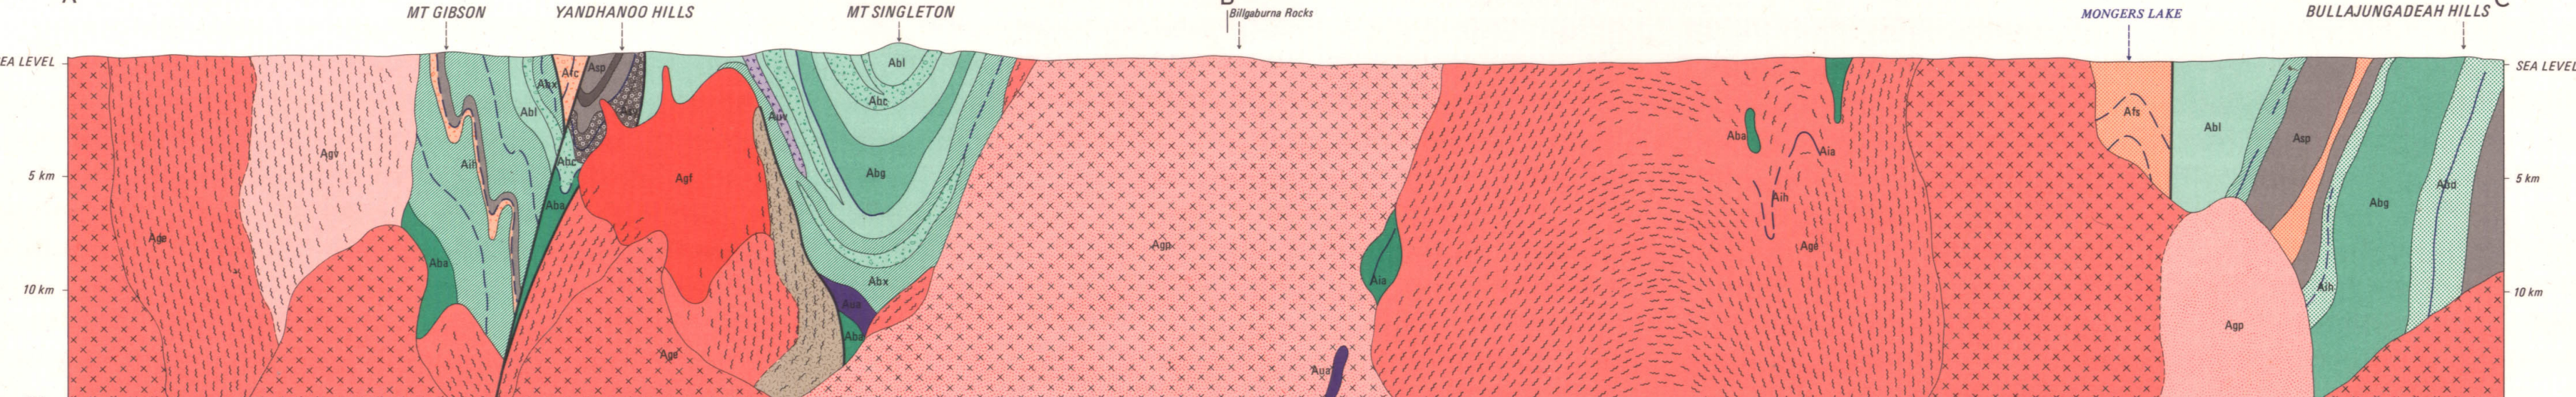 A B C
MT GIBSON YANDHANOO HILLS MT SINGLETON Billgaburna Rocks MONGERS LAKE BULLAJUNGADEAH HILLS
SEA LEVEL SEA LEVEL
Abl
Afc Asp
Abx
Abc
Abl Auv Afs Abl
Aba Asp
Agv Aia
Aih Abc
5 km Agf Abg 5 km
Abd
Aba Aih Abg
Age Agp Age
Aba
Abx Aia Aih
10 km Aua 10 km
Agp
Aba
Age
Aua